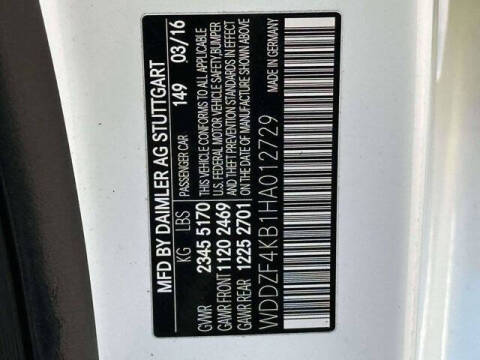 MFD BY DAIMLER AG STUTTGART
KG LBS PASSENGER CAR 149 03/16
GVWR 2345 5170
GAWR FRONT 1120 2469
GAWR REAR 1225 2701
THIS VEHICLE CONFORMS TO ALL APPLICABLE
U.S. FEDERAL MOTOR VEHICLE SAFETY, BUMPER
AND THEFT PREVENTION STANDARDS IN EFFECT
ON THE DATE OF MANUFACTURE SHOWN ABOVE
WDDZF4KB1HA012729 MADE IN GERMANY